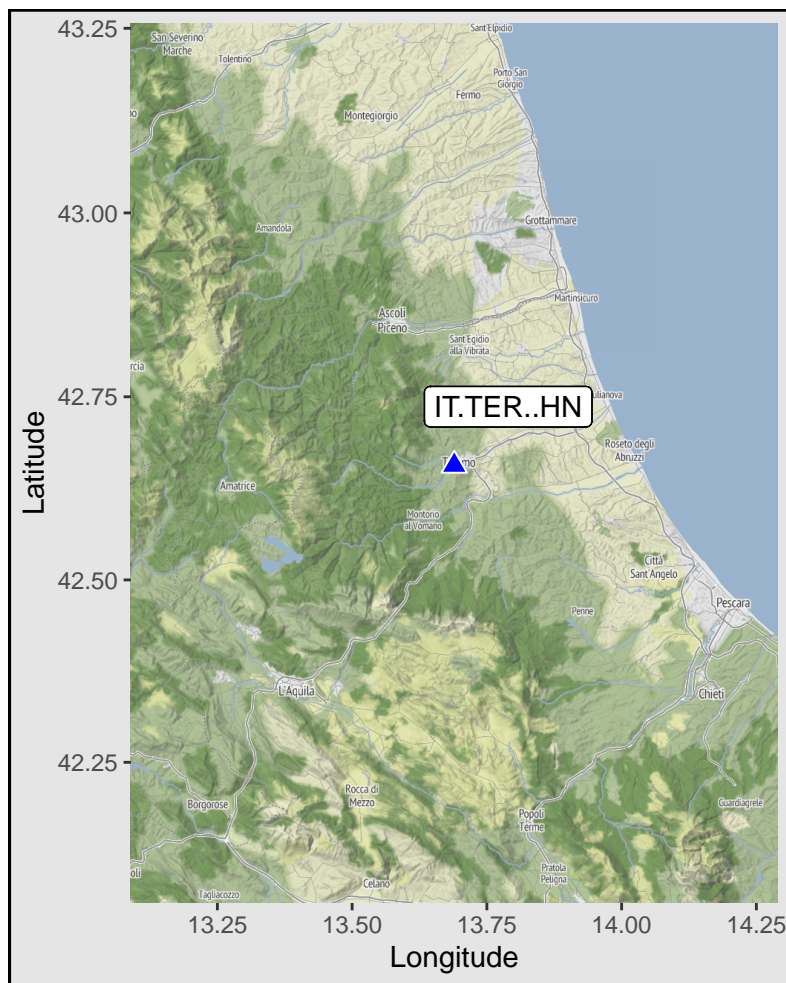 43.25
43.00
42.75
42.50
42.25
Latitude
Sant Elpidio
San Severino
Marche
Tolentino
Porto San
Giorgio
Fermo
Montegiorgio
Amandola
Grottammare
Martinsicuro
Ascoli
Piceno
Sant Egidio
alla Vibrata
IT.TER..HN
Roseto degli
Abruzzi
Amatrice
Montorio
al Vomano
Città
Sant Angelo
Pescara
Penne
L'Aquila
Chieti
Rocca di
Mezzo
Borgorose
Popoli
Terme
Guardiagrele
Pratola
Peligna
Celano
Tagliacozzo
13.25
13.50
13.75
14.00
14.25
Longitude